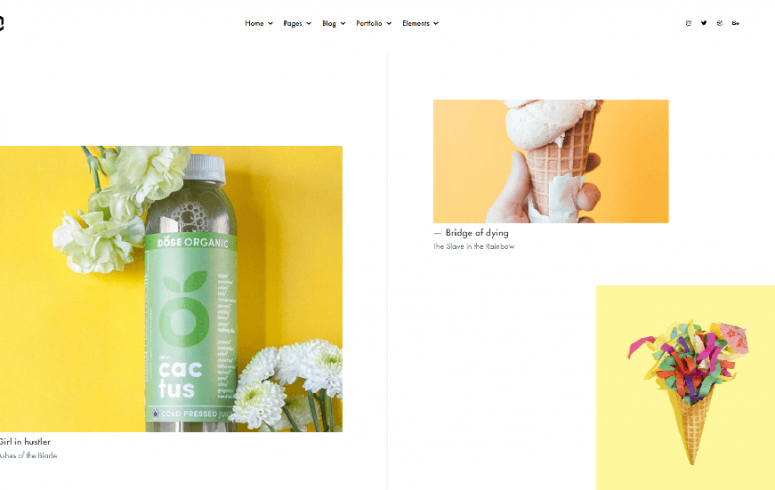 Home
Pages
Blog
Portfolio
Elements
DOSE ORGANIC
cac
tus
COLD PRESSED
— Bridge of dying
The Slave in the Rainbow
Girl in hustler
Ashes of the Blade